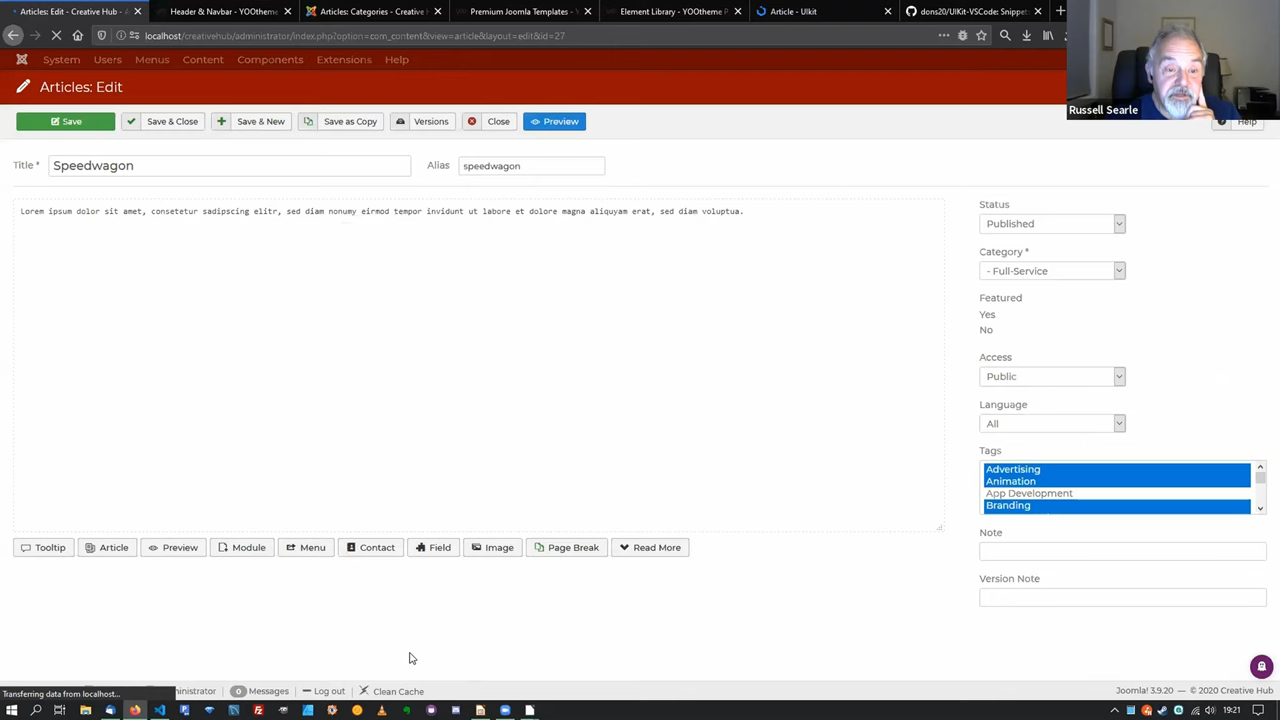 Articles: Edit - Creative Hub - A
Header & Navbar - YOOtheme
Articles: Categories - Creative
Premium Joomla Templates - Y
Element Library - YOOtheme P
Article - UIkit
dons20/UIKit-VSCode: Snippet
localhost/creativehub/administrator/index.php?option=com_content&view=article&layout=edit&id=27
System Users Menus Content Components Extensions Help
Russell Searle
Articles: Edit
Save Save & Close Save & New Save as Copy Versions Close Preview Help
Title * Speedwagon Alias speedwagon
Lorem ipsum dolor sit amet, consetetur sadipscing elitr, sed diam nonumy eirmod tempor invidunt ut labore et dolore magna aliquyam erat, sed diam voluptua.
Status
Published
Category *
- Full-Service
Featured
Yes
No
Access
Public
Language
All
Tags
Advertising
Animation
App Development
Branding
Note
Version Note
Tooltip Article Preview Module Menu Contact Field Image Page Break Read More
Transferring data from localhost...
inistrator 0 Messages Log out Clean Cache
Joomla! 3.9.20 — © 2020 Creative Hub
19:21